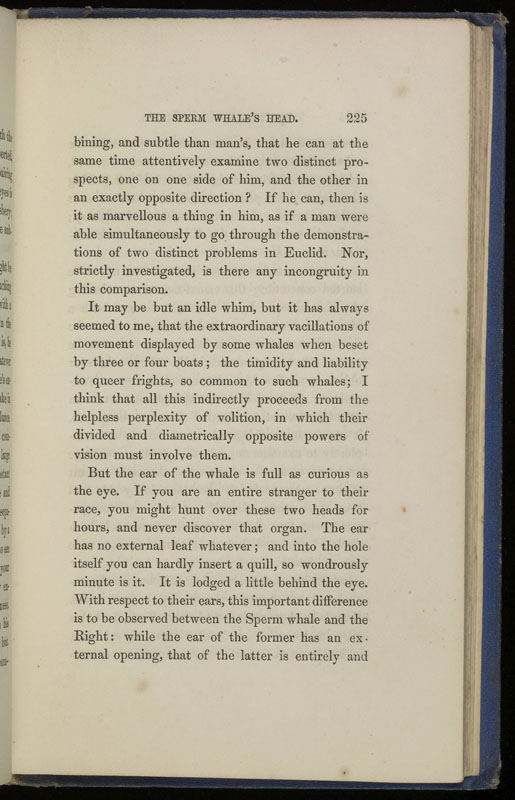 THE SPERM WHALE'S HEAD. 225
bining, and subtle than man's, that he can at the
same time attentively examine two distinct pro-
spects, one on one side of him, and the other in
an exactly opposite direction? If he can, then is
it as marvellous a thing in him, as if a man were
able simultaneously to go through the demonstra-
tions of two distinct problems in Euclid. Nor,
strictly investigated, is there any incongruity in
this comparison.
It may be but an idle whim, but it has always
seemed to me, that the extraordinary vacillations of
movement displayed by some whales when beset
by three or four boats; the timidity and liability
to queer frights, so common to such whales; I
think that all this indirectly proceeds from the
helpless perplexity of volition, in which their
divided and diametrically opposite powers of
vision must involve them.
But the ear of the whale is full as curious as
the eye. If you are an entire stranger to their
race, you might hunt over these two heads for
hours, and never discover that organ. The ear
has no external leaf whatever; and into the hole
itself you can hardly insert a quill, so wondrously
minute is it. It is lodged a little behind the eye.
With respect to their ears, this important difference
is to be observed between the Sperm whale and the
Right: while the ear of the former has an ex-
ternal opening, that of the latter is entirely and